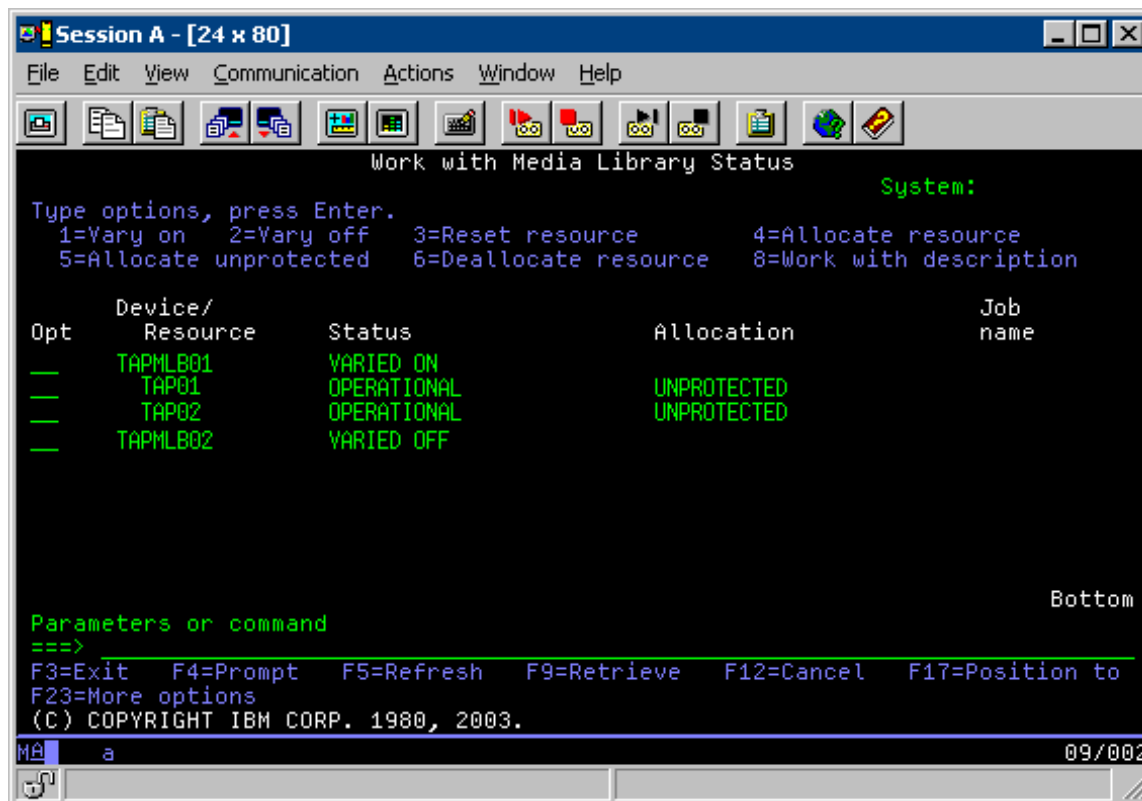 Session A - [24 x 80]
File Edit View Communication Actions Window Help
Work with Media Library Status
System:
Type options, press Enter.
1=Vary on 2=Vary off 3=Reset resource 4=Allocate resource
5=Allocate unprotected 6=Deallocate resource 8=Work with description
Device/ Job
Opt Resource Status Allocation name
TAPMLB01 VARIED ON
TAP01 OPERATIONAL UNPROTECTED
TAP02 OPERATIONAL UNPROTECTED
TAPMLB02 VARIED OFF
Bottom
Parameters or command
===>
F3=Exit F4=Prompt F5=Refresh F9=Retrieve F12=Cancel F17=Position to
F23=More options
(C) COPYRIGHT IBM CORP. 1980, 2003.
MA a 09/002